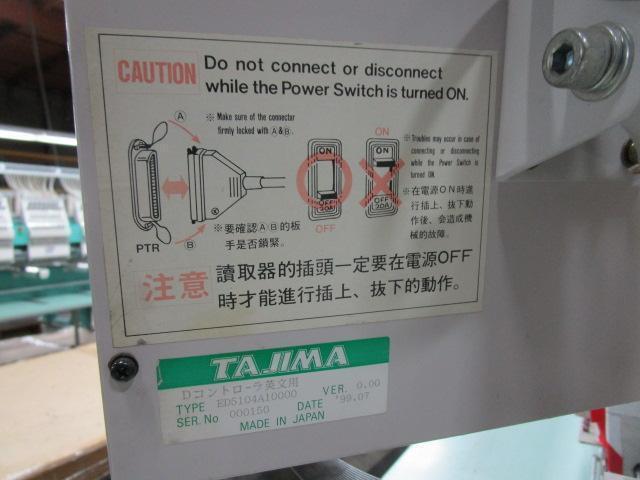 CAUTION
Do not connect or disconnect
while the Power Switch is turned ON.
A
※ Make sure of the connector
firmly locked with A&B.
PTR
B
※要確認AB的板
手是否鎖緊。
ON
OFF
20A
OFF
ON
ON
OFF
20A
※Troubles may occur in case of
connecting or disconnecting
while the Power Switch is
turned ON.
※在電源ON時進
行插上、拔下動
作後、会造成機
械的故障。
注意
讀取器的插頭一定要在電源OFF
時才能進行插上、拔下的動作。
TAJIMA
Dコントローラ英文用
TYPE ED5104A10000 VER. 0.00
SER. No 000150 DATE '99.07
MADE IN JAPAN